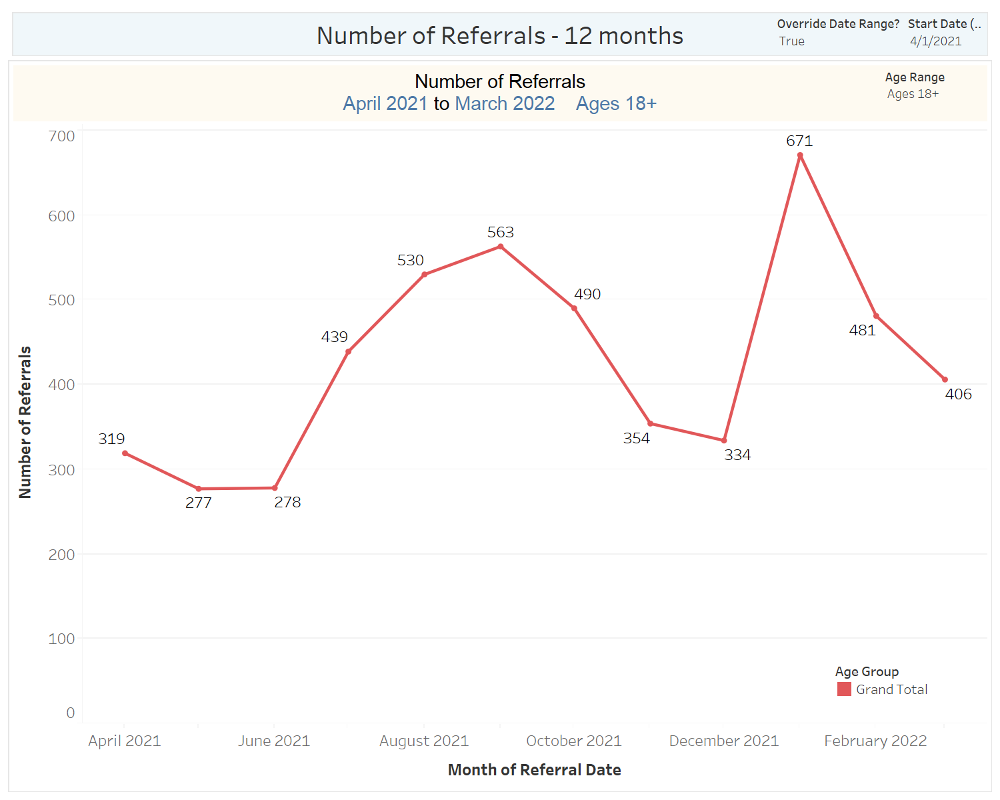 Number of Referrals - 12 months
Override Date Range? Start Date (..
True 4/1/2021
Number of Referrals
April 2021 to March 2022 Ages 18+
Age Range
Ages 18+
700
600
500
400
300
200
100
0
Number of Referrals
319
277
278
439
530
563
490
354
334
671
481
406
Age Group
Grand Total
April 2021 June 2021 August 2021 October 2021 December 2021 February 2022
Month of Referral Date